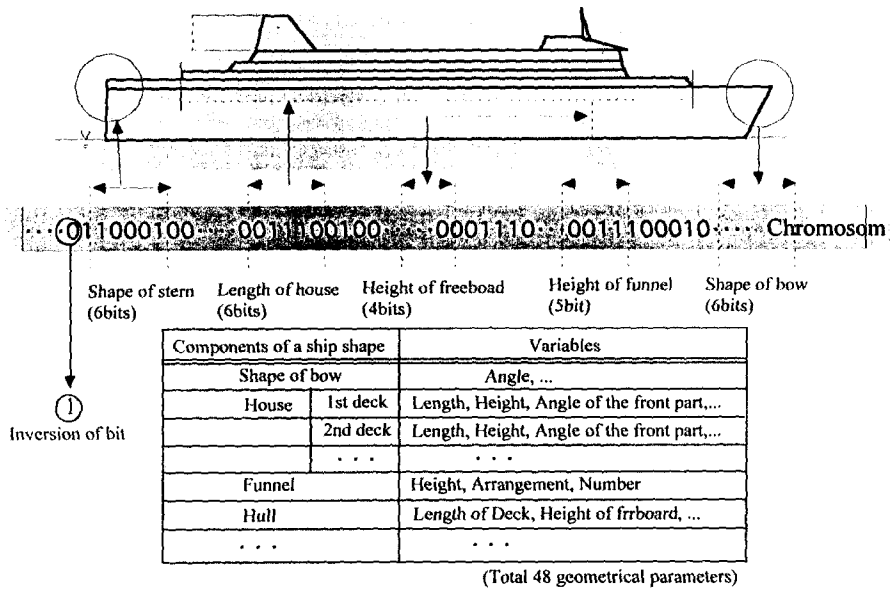 · · · 011000100 · · · · 0011100100 · · · · 0001110 · · · 0011100010 · · · · Chromosom
Shape of stern
(6bits)
Length of house
(6bits)
Height of freeboad
(4bits)
Height of funnel
(5bit)
Shape of bow
(6bits)
1
Inversion of bit
Components of a ship shape Variables
Shape of bow Angle, ...
House 1st deck Length, Height, Angle of the front part,...
2nd deck Length, Height, Angle of the front part,...
· · · · · ·
Funnel Height, Arrangement, Number
Hull Length of Deck, Height of frrboard, ...
· · · · · ·
(Total 48 geometrical parameters)